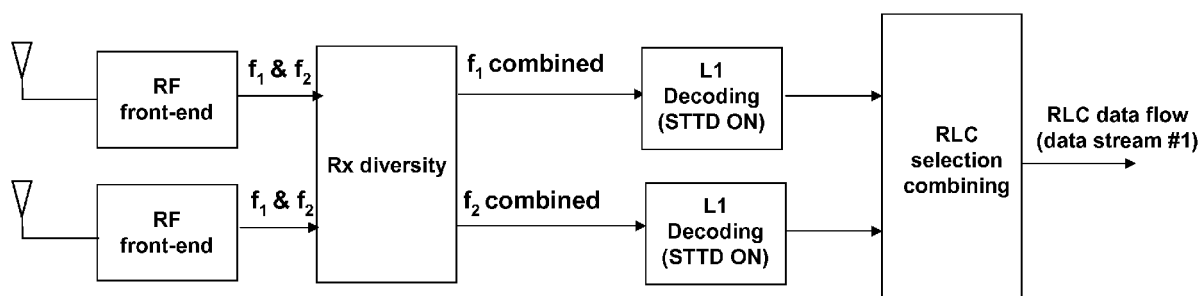 RF
front-end
f₁ & f₂
Rx diversity
f₁ combined
L1
Decoding
(STTD ON)
RLC
selection
combining
RLC data flow
(data stream #1)
RF
front-end
f₁ & f₂
f₂ combined
L1
Decoding
(STTD ON)